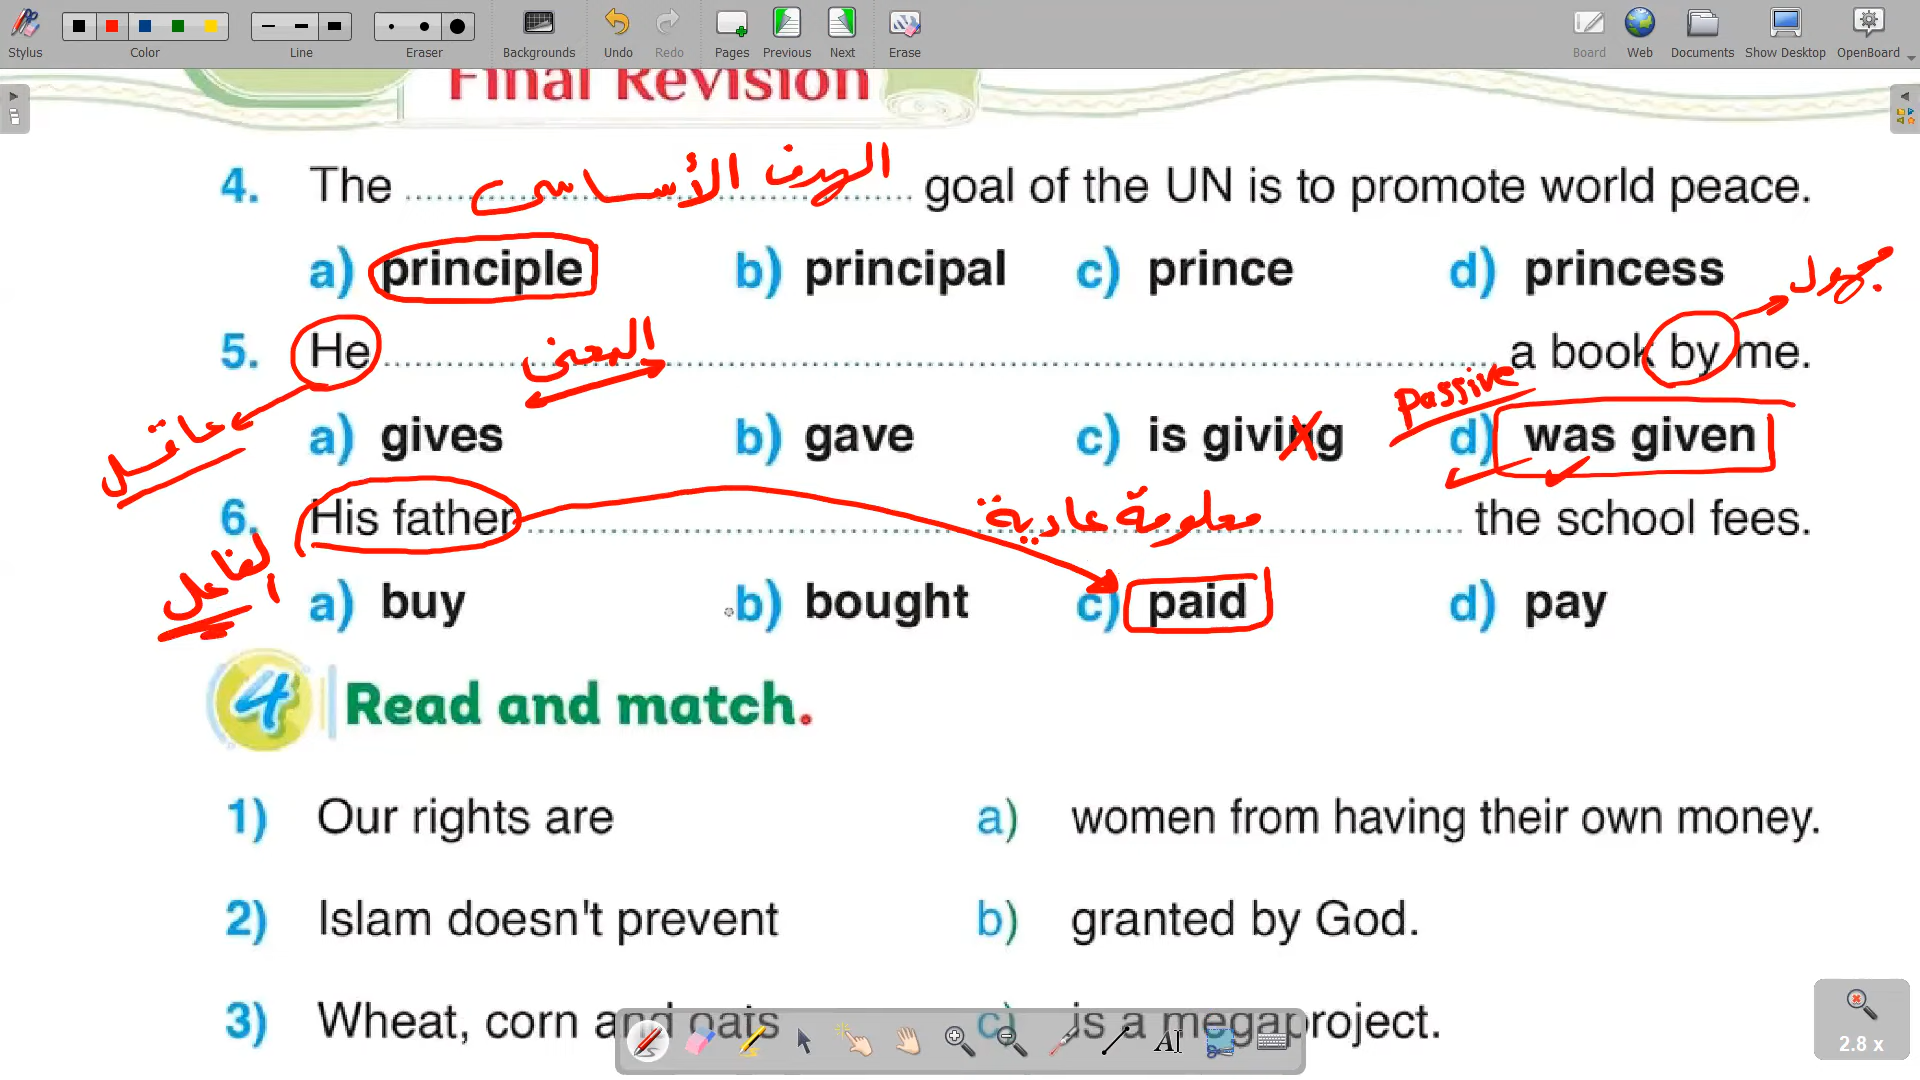 Stylus Color Line Eraser Backgrounds Undo Redo Pages Previous Next Erase Board Web Documents Show Desktop OpenBoard
Final Revision
4. The الهدف الأساسى goal of the UN is to promote world peace.
a) principle b) principal c) prince d) princess
مجهول
5. He المعنى a book by me.
Passive
عاقل
a) gives b) gave c) is giving d) was given
6. His father معلومة عادية the school fees.
الفاعل
a) buy b) bought c) paid d) pay
4 Read and match.
1) Our rights are a) women from having their own money.
2) Islam doesn't prevent b) granted by God.
3) Wheat, corn and oats c) is a megaproject.
2.8 x